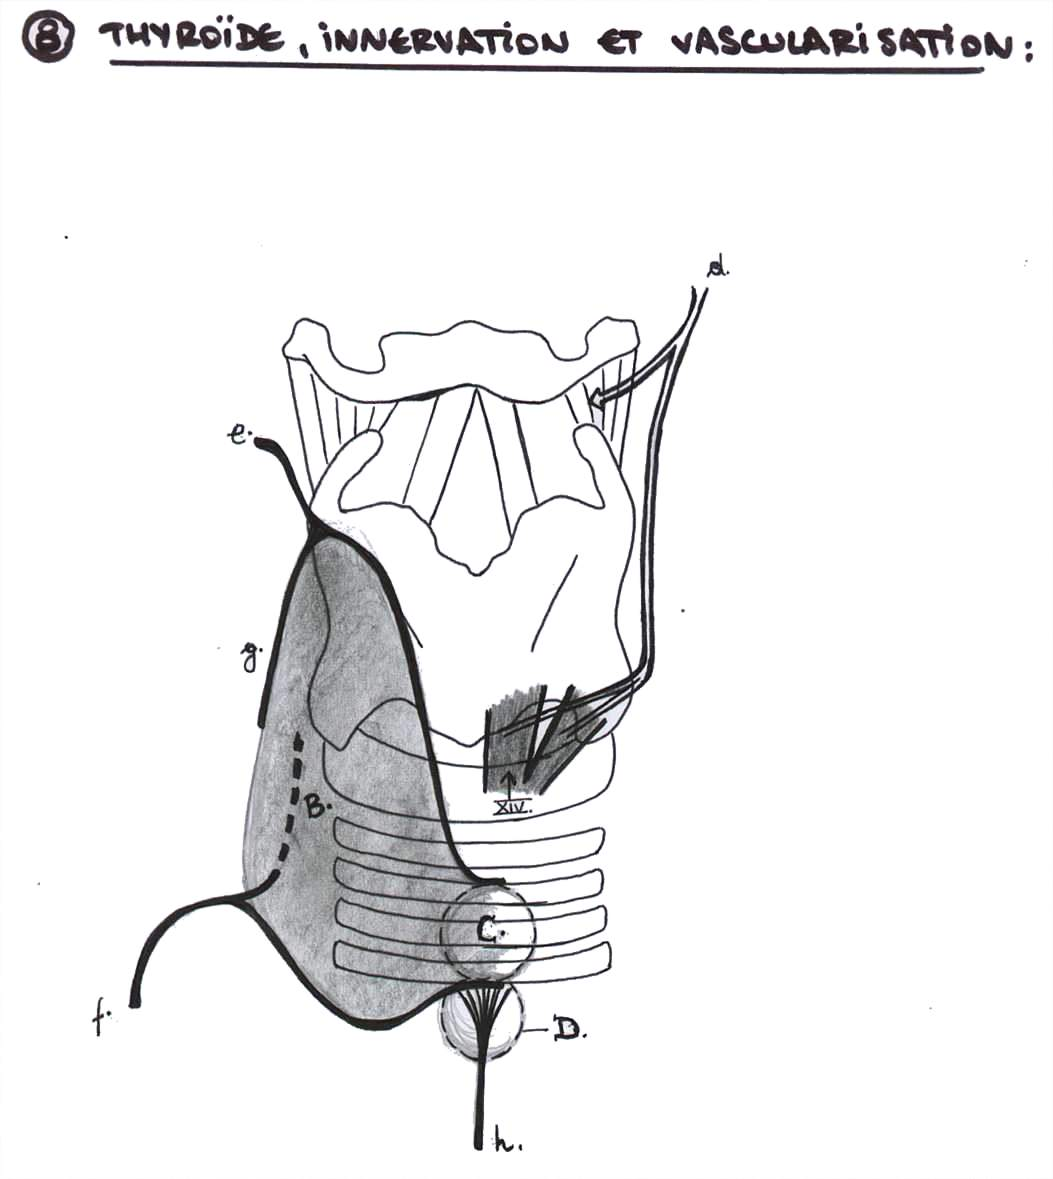 8 THYROÏDE, INNERVATION ET VASCULARISATION :
d.
e.
g.
B.
XIV.
C.
f.
D.
h.